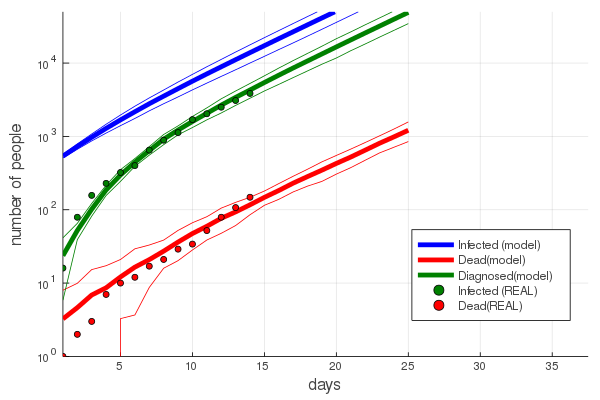 number of people
10^4
10^3
10^2
10^1
10^0
5 10 15 20 25 30 35
days
Infected (model)
Dead(model)
Diagnosed(model)
Infected (REAL)
Dead(REAL)